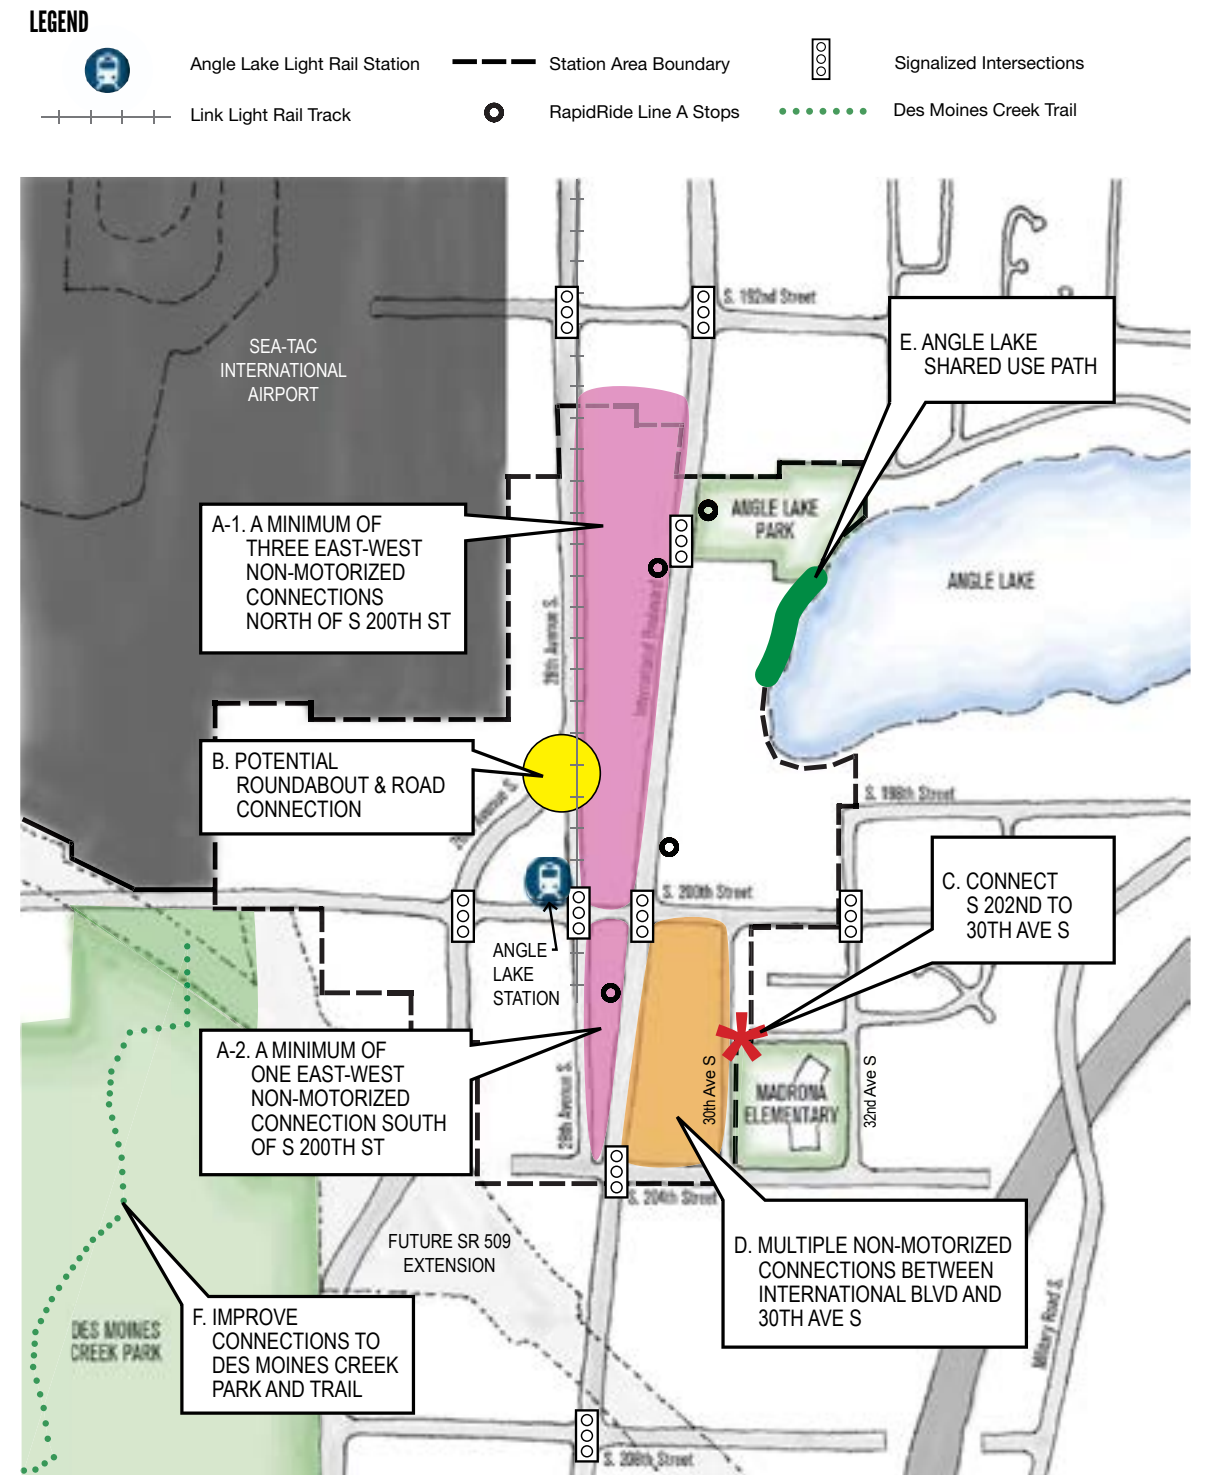 LEGEND
Angle Lake Light Rail Station
Station Area Boundary
Signalized Intersections
Link Light Rail Track
RapidRide Line A Stops
Des Moines Creek Trail
S. 192nd Street
SEA-TAC
INTERNATIONAL
AIRPORT
E. ANGLE LAKE
SHARED USE PATH
ANGLE LAKE
PARK
A-1. A MINIMUM OF
THREE EAST-WEST
NON-MOTORIZED
CONNECTIONS
NORTH OF S 200TH ST
ANGLE LAKE
28th Avenue S.
International Boulevard
B. POTENTIAL
ROUNDABOUT & ROAD
CONNECTION
Avenue S.
S. 198th Street
C. CONNECT
S 202ND TO
30TH AVE S
S. 200th Street
ANGLE
LAKE
STATION
A-2. A MINIMUM OF
ONE EAST-WEST
NON-MOTORIZED
CONNECTION SOUTH
OF S 200TH ST
28th Avenue S.
30th Ave S
MADRONA
ELEMENTARY
32nd Ave S
S. 204th Street
FUTURE SR 509
EXTENSION
D. MULTIPLE NON-MOTORIZED
CONNECTIONS BETWEEN
INTERNATIONAL BLVD AND
30TH AVE S
DES MOINES
CREEK PARK
F. IMPROVE
CONNECTIONS TO
DES MOINES CREEK
PARK AND TRAIL
Military Road S.
S. 208th Street